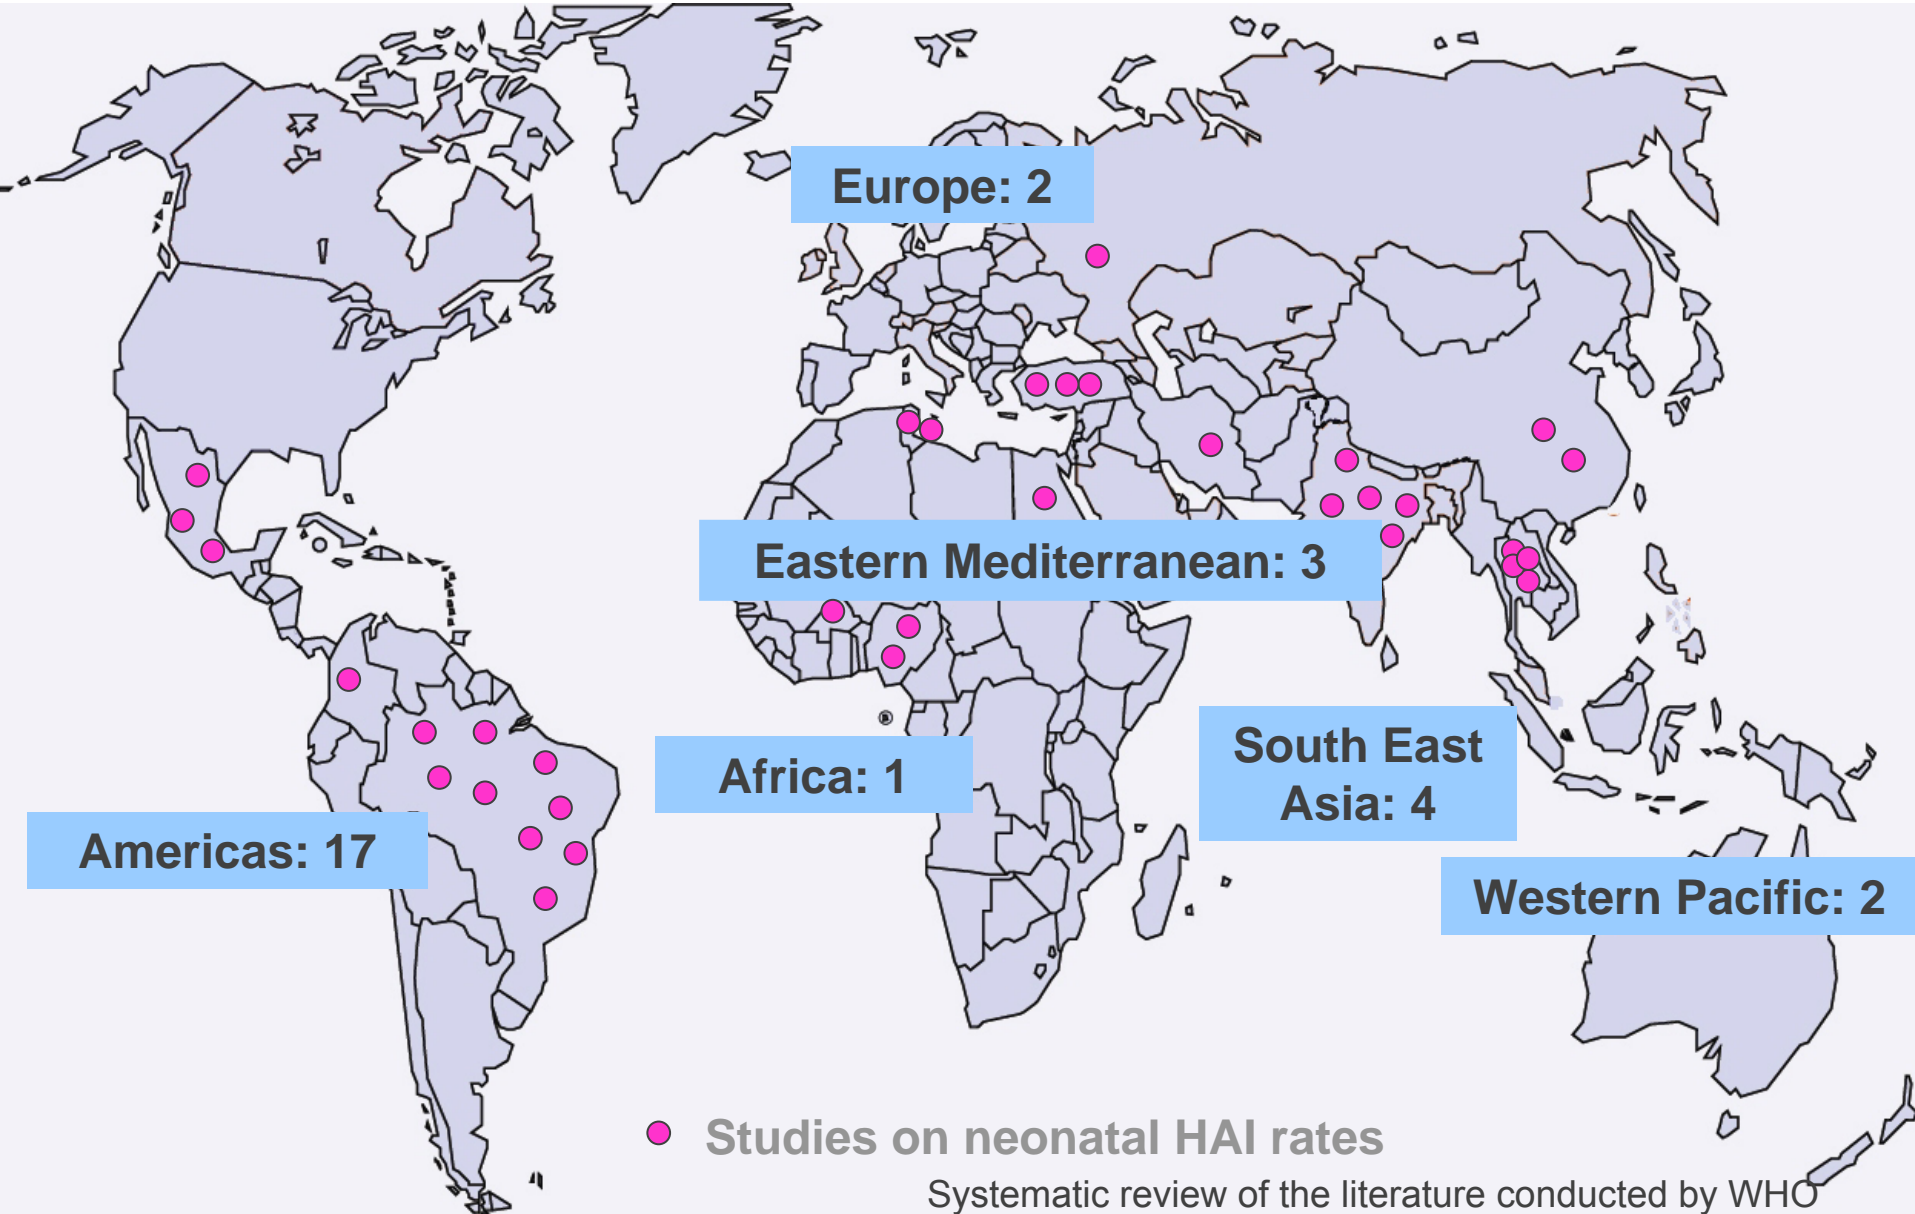 Europe: 2
Eastern Mediterranean: 3
Africa: 1
South East
Asia: 4
Americas: 17
Western Pacific: 2
Studies on neonatal HAI rates
Systematic review of the literature conducted by WHO